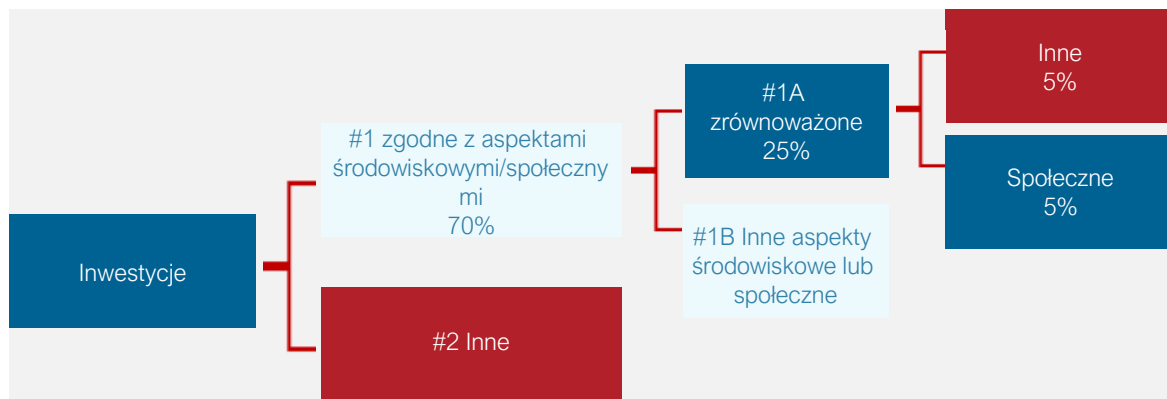 Inwestycje
#1 zgodne z aspektami
środowiskowymi/społeczny
mi
70%
#2 Inne
#1A
zrównoważone
25%
#1B Inne aspekty
środowiskowe lub
społeczne
Inne
5%
Społeczne
5%